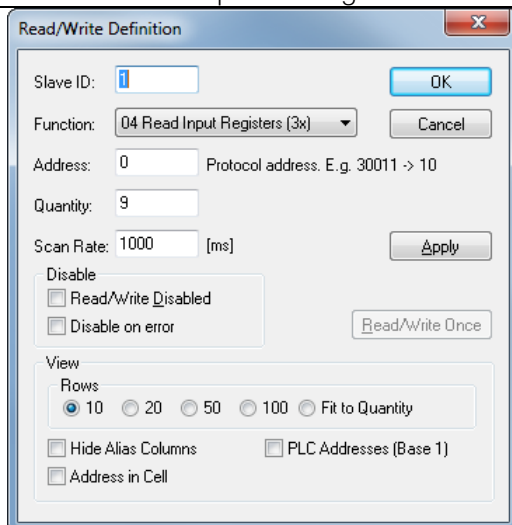 Read/Write Definition
Slave ID: 1
OK
Function: 04 Read Input Registers (3x)
Cancel
Address: 0 Protocol address. E.g. 30011 -> 10
Quantity: 9
Scan Rate: 1000 [ms]
Apply
Disable
Read/Write Disabled
Disable on error
Read/Write Once
View
Rows
10 20 50 100 Fit to Quantity
Hide Alias Columns PLC Addresses (Base 1)
Address in Cell